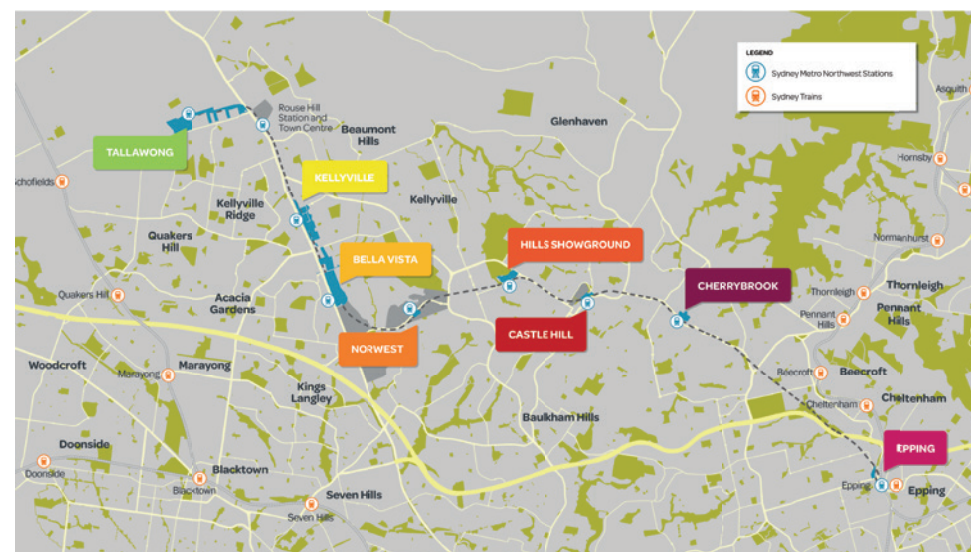 LEGEND
Sydney Metro Northwest Stations
Sydney Trains
Asquith
Rouse Hill
Station and
Town Centre
Beaumont
Hills
Glenhaven
TALLAWONG
Hornsby
KELLYVILLE
Schofields
Kellyville
Ridge
Kellyville
Quakers
Hill
HILLS SHOWGROUND
Normanhurst
BELLA VISTA
CHERRYBROOK
Quakers Hill
Acacia
Gardens
Thornleigh
Thornleigh
Pennant
Hills
Pennant
Hills
NORWEST
CASTLE HILL
Woodcroft
Marayong
Marayong
Kings
Langley
Beecroft
Beecroft
Cheltenham
Cheltenham
Baukham Hills
Doonside
Doonside
Blacktown
Blacktown
EPPING
Epping
Epping
Seven Hills
Seven Hills